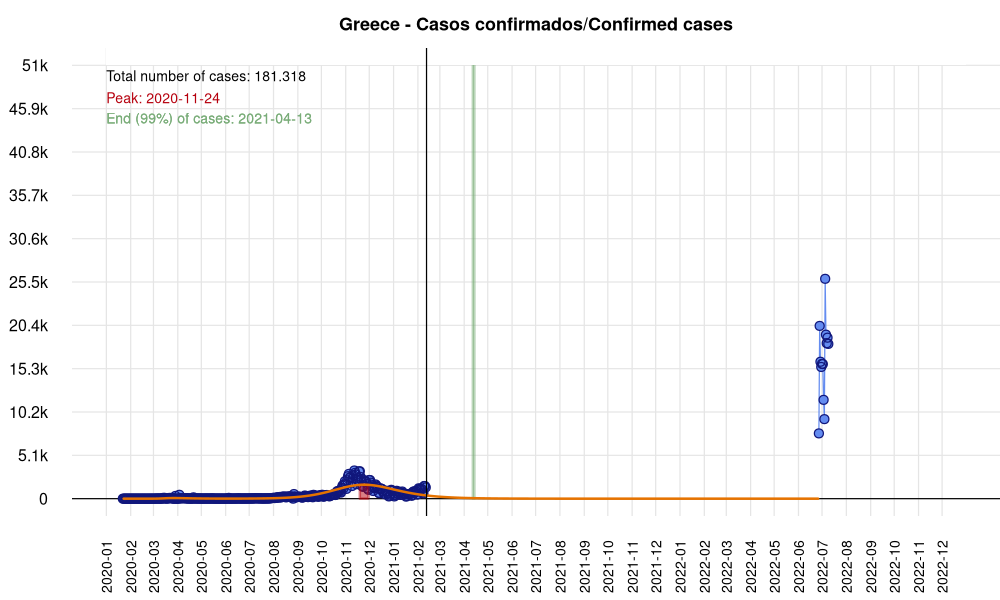 Greece - Casos confirmados/Confirmed cases
Total number of cases: 181.318
Peak: 2020-11-24
End (99%) of cases: 2021-04-13
51k
45.9k
40.8k
35.7k
30.6k
25.5k
20.4k
15.3k
10.2k
5.1k
0
2020-01
2020-02
2020-03
2020-04
2020-05
2020-06
2020-07
2020-08
2020-09
2020-10
2020-11
2020-12
2021-01
2021-02
2021-03
2021-04
2021-05
2021-06
2021-07
2021-08
2021-09
2021-10
2021-11
2021-12
2022-01
2022-02
2022-03
2022-04
2022-05
2022-06
2022-07
2022-08
2022-09
2022-10
2022-11
2022-12